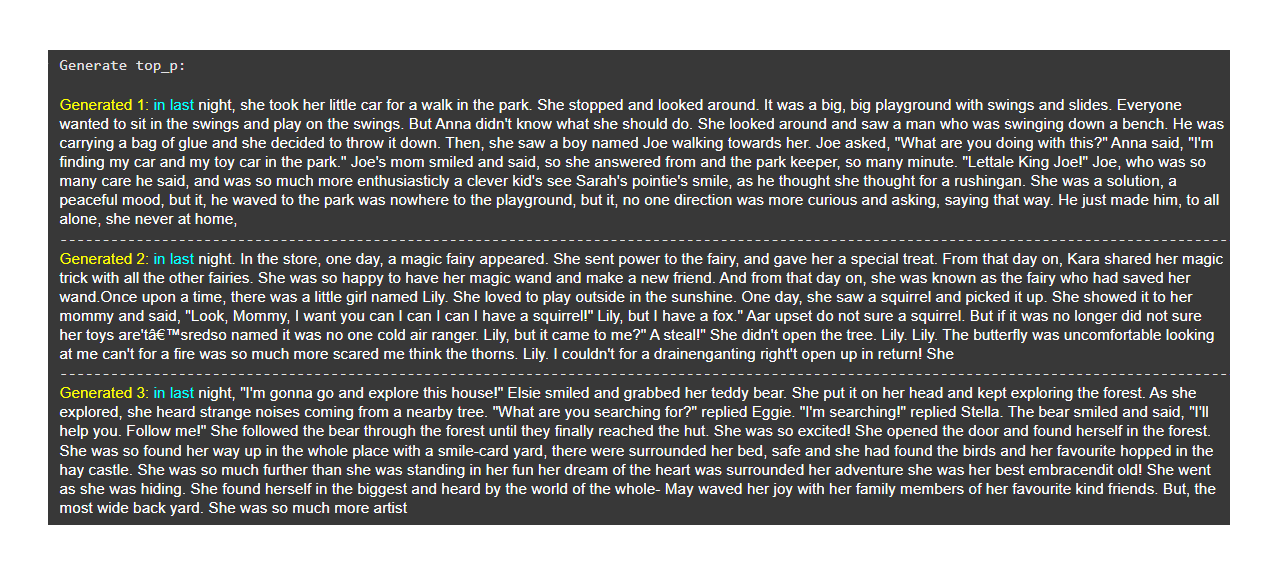 Generate top_p:
Generated 1: in last night, she took her little car for a walk in the park. She stopped and looked around. It was a big, big playground with swings and slides. Everyone
wanted to sit in the swings and play on the swings. But Anna didn't know what she should do. She looked around and saw a man who was swinging down a bench. He was
carrying a bag of glue and she decided to throw it down. Then, she saw a boy named Joe walking towards her. Joe asked, "What are you doing with this?" Anna said, "I'm
finding my car and my toy car in the park." Joe's mom smiled and said, so she answered from and the park keeper, so many minute. "Lettale King Joe!" Joe, who was so
many care he said, and was so much more enthusiasticly a clever kid's see Sarah's pointie's smile, as he thought she thought for a rushingan. She was a solution, a
peaceful mood, but it, he waved to the park was nowhere to the playground, but it, no one direction was more curious and asking, saying that way. He just made him, to all
alone, she never at home,
Generated 2: in last night. In the store, one day, a magic fairy appeared. She sent power to the fairy, and gave her a special treat. From that day on, Kara shared her magic
trick with all the other fairies. She was so happy to have her magic wand and make a new friend. And from that day on, she was known as the fairy who had saved her
wand.Once upon a time, there was a little girl named Lily. She loved to play outside in the sunshine. One day, she saw a squirrel and picked it up. She showed it to her
mommy and said, "Look, Mommy, I want you can I can I can I have a squirrel!" Lily, but I have a fox." Aar upset do not sure a squirrel. But if it was no longer did not sure
her toys are'tâ€™sredso named it was no one cold air ranger. Lily, but it came to me?" A steal!" She didn't open the tree. Lily. Lily. The butterfly was uncomfortable looking
at me can't for a fire was so much more scared me think the thorns. Lily. I couldn't for a drainenganting right't open up in return! She
Generated 3: in last night, "I'm gonna go and explore this house!" Elsie smiled and grabbed her teddy bear. She put it on her head and kept exploring the forest. As she
explored, she heard strange noises coming from a nearby tree. "What are you searching for?" replied Eggie. "I'm searching!" replied Stella. The bear smiled and said, "I'll
help you. Follow me!" She followed the bear through the forest until they finally reached the hut. She was so excited! She opened the door and found herself in the forest.
She was so found her way up in the whole place with a smile-card yard, there were surrounded her bed, safe and she had found the birds and her favourite hopped in the
hay castle. She was so much further than she was standing in her fun her dream of the heart was surrounded her adventure she was her best embracendit old! She went
as she was hiding. She found herself in the biggest and heard by the world of the whole- May waved her joy with her family members of her favourite kind friends. But, the
most wide back yard. She was so much more artist